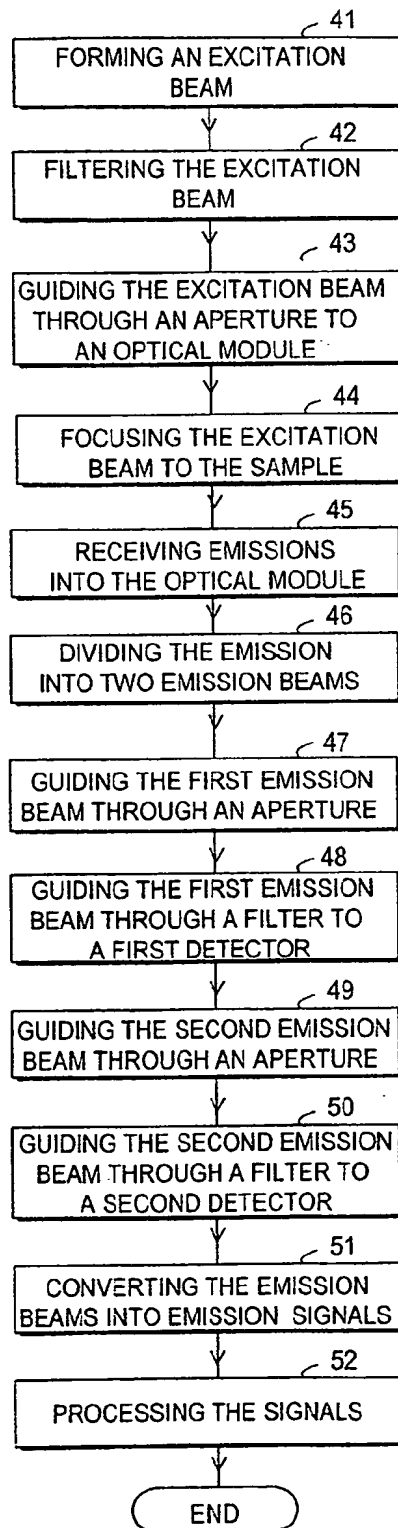 41
FORMING AN EXCITATION
BEAM
42
FILTERING THE EXCITATION
BEAM
43
GUIDING THE EXCITATION BEAM
THROUGH AN APERTURE TO
AN OPTICAL MODULE
44
FOCUSING THE EXCITATION
BEAM TO THE SAMPLE
45
RECEIVING EMISSIONS
INTO THE OPTICAL MODULE
46
DIVIDING THE EMISSION
INTO TWO EMISSION BEAMS
47
GUIDING THE FIRST EMISSION
BEAM THROUGH AN APERTURE
48
GUIDING THE FIRST EMISSION
BEAM THROUGH A FILTER TO
A FIRST DETECTOR
49
GUIDING THE SECOND EMISSION
BEAM THROUGH AN APERTURE
50
GUIDING THE SECOND EMISSION
BEAM THROUGH A FILTER TO
A SECOND DETECTOR
51
CONVERTING THE EMISSION
BEAMS INTO EMISSION SIGNALS
52
PROCESSING THE SIGNALS
END